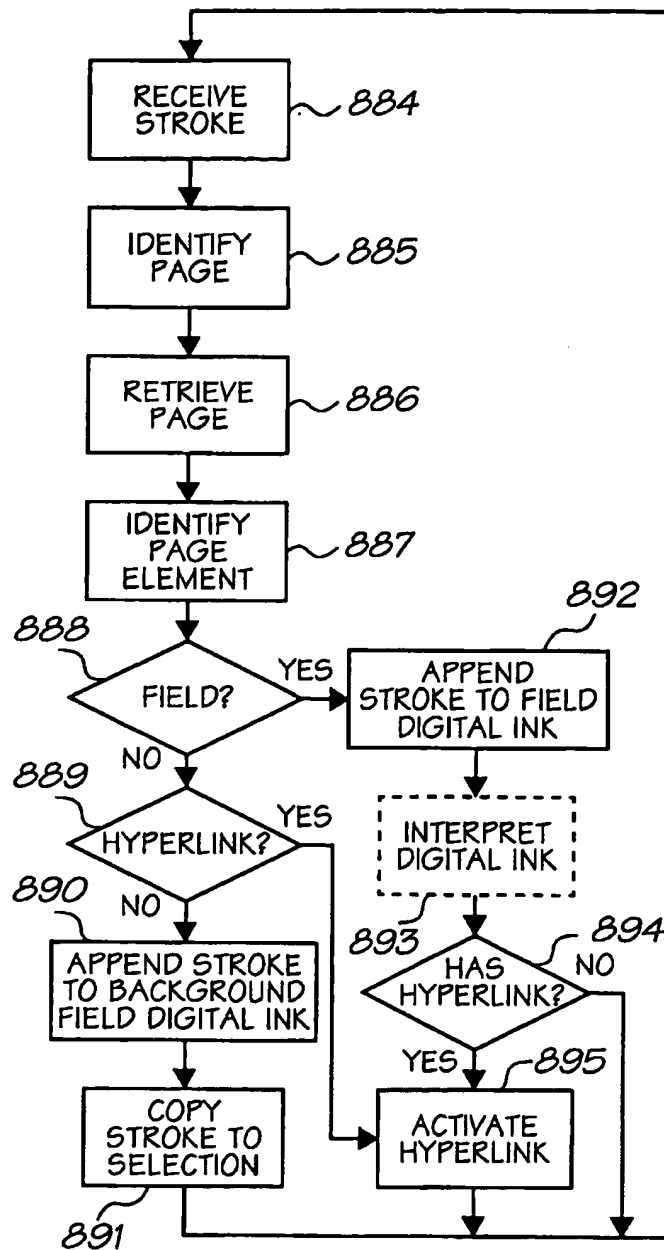 RECEIVE
STROKE
884
IDENTIFY
PAGE
885
RETRIEVE
PAGE
886
IDENTIFY
PAGE
ELEMENT
887
888
FIELD?
YES
NO
892
APPEND
STROKE TO FIELD
DIGITAL INK
889
HYPERLINK?
YES
NO
INTERPRET
DIGITAL INK
893
890
APPEND STROKE
TO BACKGROUND
FIELD DIGITAL INK
894
HAS
HYPERLINK?
NO
YES
895
COPY
STROKE TO
SELECTION
891
ACTIVATE
HYPERLINK